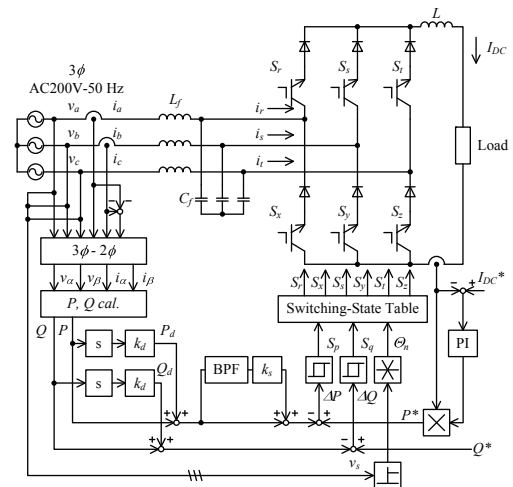 L
I_DC
3ϕ
AC200V-50 Hz
S_r
S_s
S_t
v_a
i_a
L_f
i_r
v_b
i_b
i_s
Load
v_c
i_c
i_t
C_f
S_x
S_y
S_z
3ϕ - 2ϕ
v_α v_β i_α i_β
S_r S_x S_s S_y S_t S_z
I_DC*
P, Q cal.
Switching-State Table
Q P
P_d
S_p
S_q
Θ_n
PI
s
k_d
Q_d
BPF
k_s
s
k_d
ΔP
ΔQ
P*
Q*
v_s